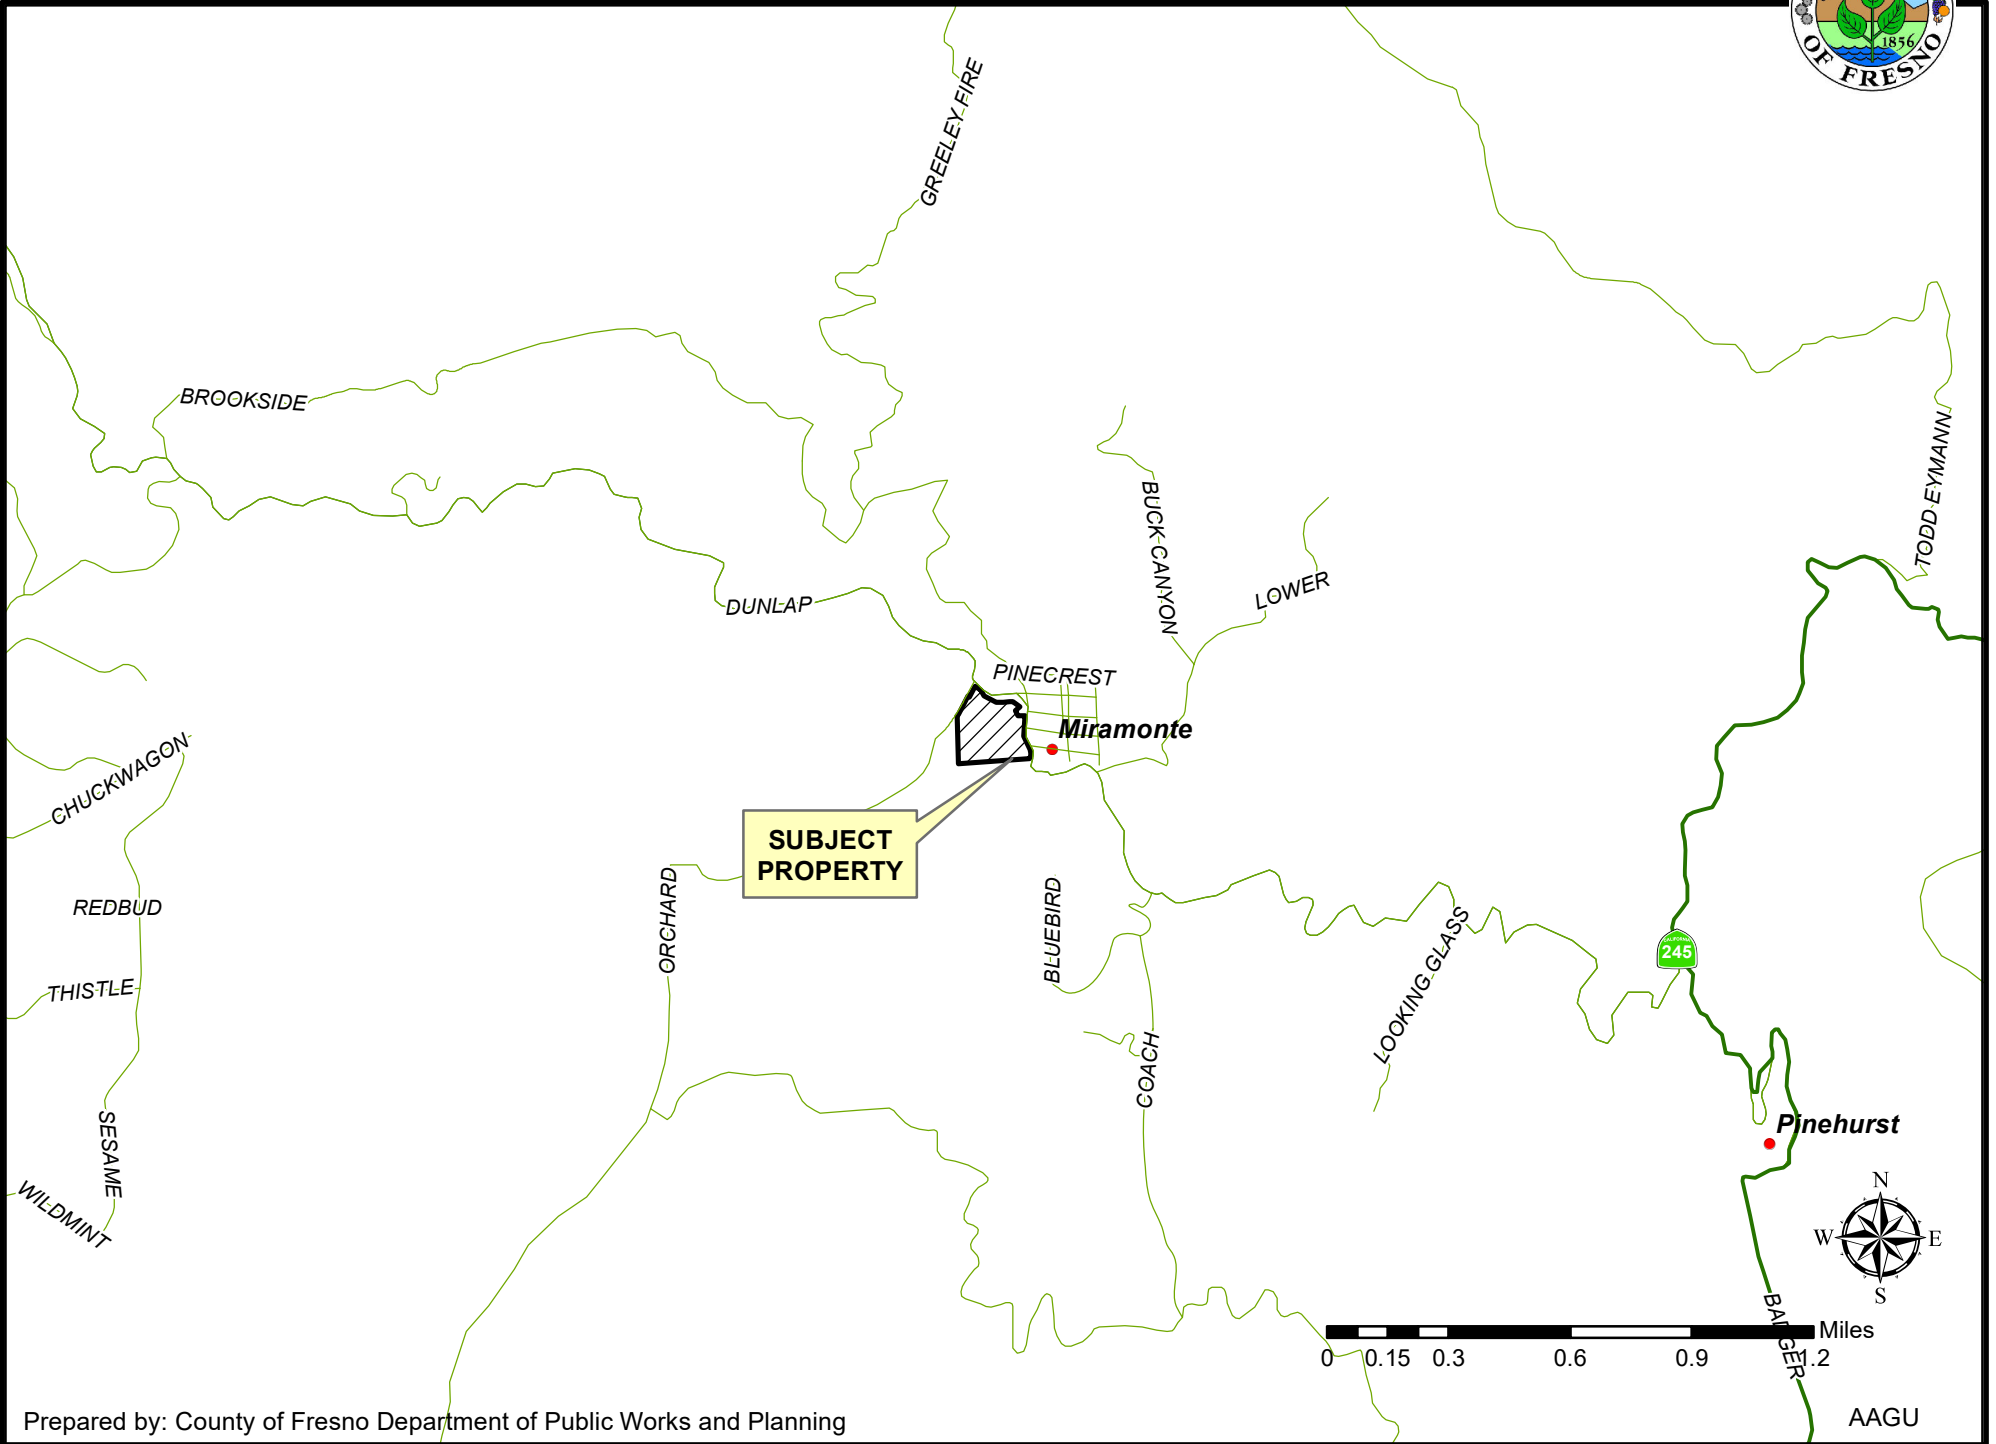 1856
OF FRESNO
GREELEY FIRE
BROOKSIDE
TODD EYMANN
BUCK CANYON
LOWER
DUNLAP
PINECREST
Miramonte
CHUCKWAGON
SUBJECT
PROPERTY
REDBUD
ORCHARD
BLUEBIRD
LOOKING GLASS
CALIFORNIA
245
THISTLE
COACH
SESAME
Pinehurst
WILDMINT
N
W E
S
BADGER
Miles
0 0.15 0.3 0.6 0.9 1.2
Prepared by: County of Fresno Department of Public Works and Planning
AAGU